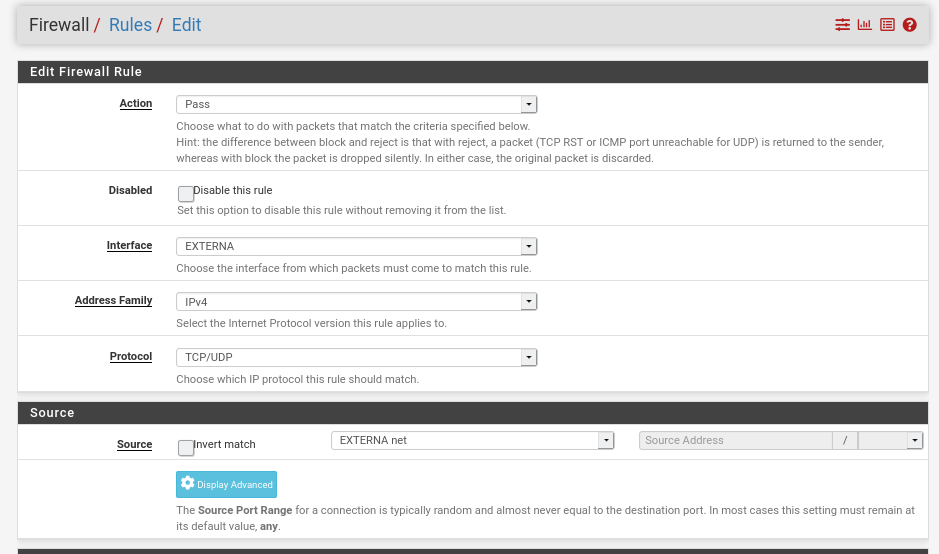 Firewall / Rules / Edit
Edit Firewall Rule
Action
Pass
Choose what to do with packets that match the criteria specified below.
Hint: the difference between block and reject is that with reject, a packet (TCP RST or ICMP port unreachable for UDP) is returned to the sender,
whereas with block the packet is dropped silently. In either case, the original packet is discarded.
Disabled
Disable this rule
Set this option to disable this rule without removing it from the list.
Interface
EXTERNA
Choose the interface from which packets must come to match this rule.
Address Family
IPv4
Select the Internet Protocol version this rule applies to.
Protocol
TCP/UDP
Choose which IP protocol this rule should match.
Source
Source
Invert match
EXTERNA net
Source Address
/
Display Advanced
The Source Port Range for a connection is typically random and almost never equal to the destination port. In most cases this setting must remain at
its default value, any.